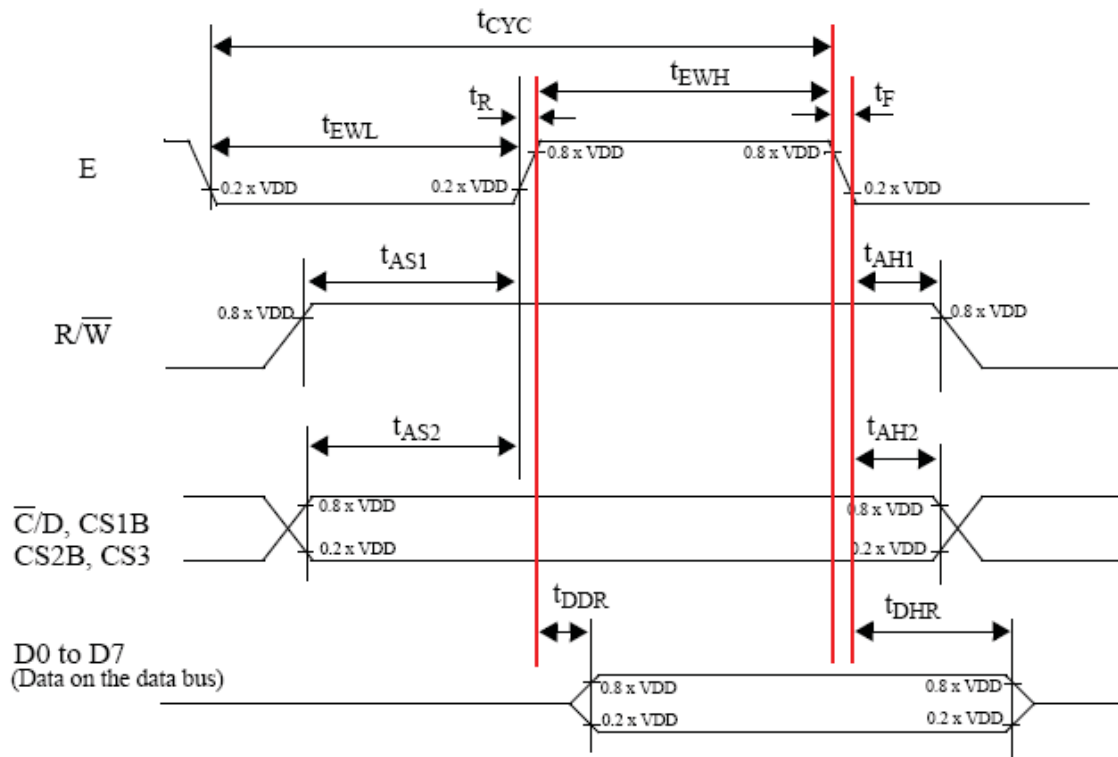 tCYC
tEWH
tR
tF
tEWL
E
0.8 x VDD
0.8 x VDD
0.2 x VDD
0.2 x VDD
0.2 x VDD
tAS1
tAH1
0.8 x VDD
0.8 x VDD
R/W̅
tAS2
tAH2
0.8 x VDD
0.8 x VDD
C̅/D, CS1B
CS2B, CS3
0.2 x VDD
0.2 x VDD
tDDR
tDHR
D0 to D7
(Data on the data bus)
0.8 x VDD
0.8 x VDD
0.2 x VDD
0.2 x VDD